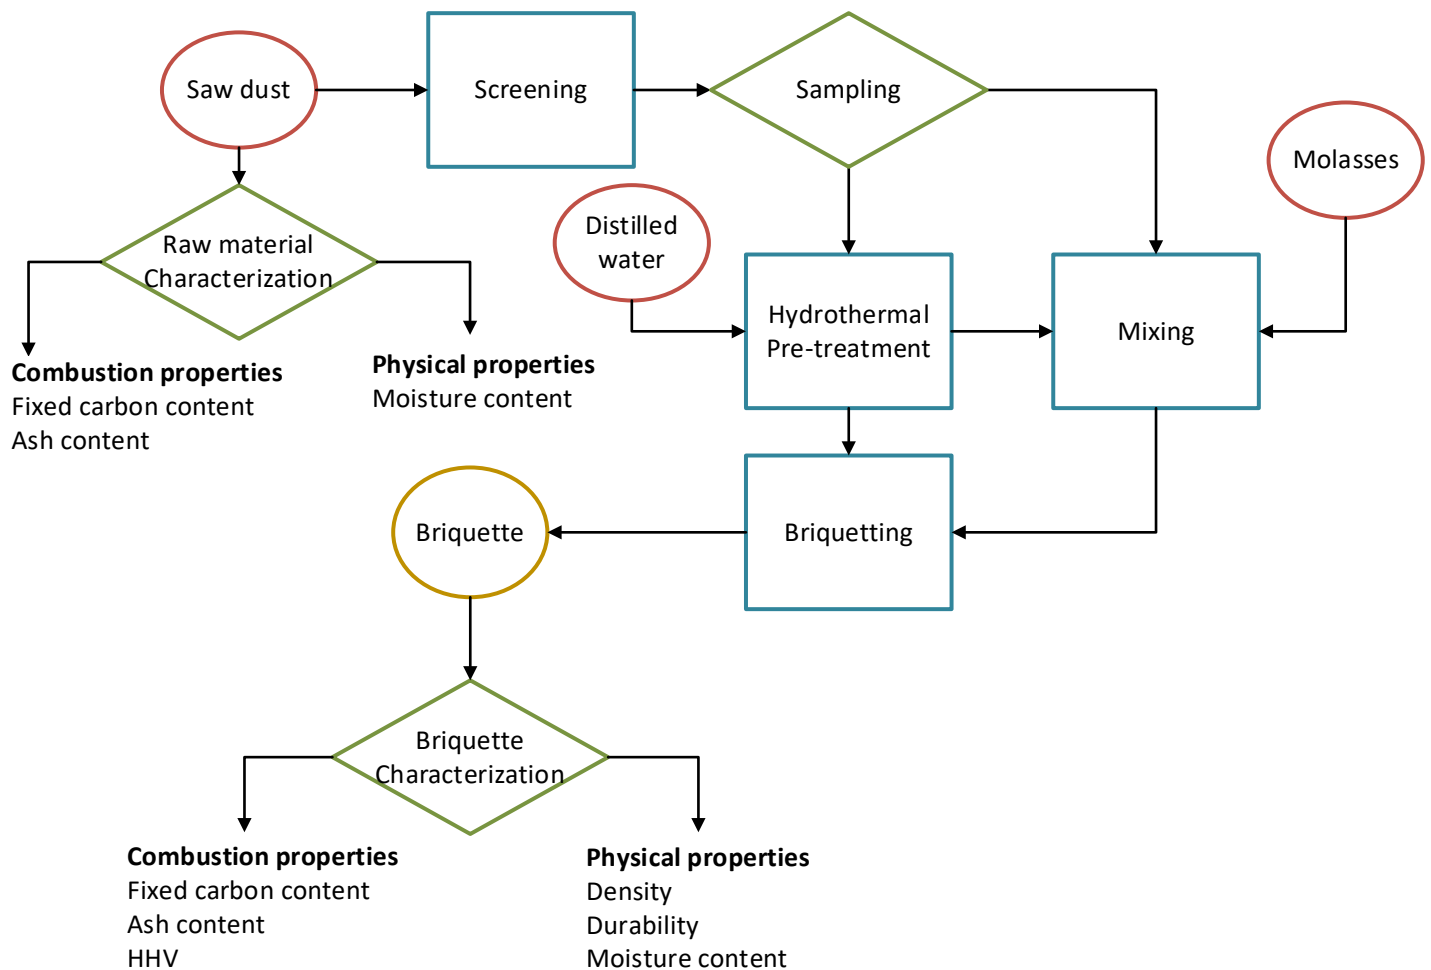 Saw dust
Screening
Sampling
Molasses
Distilled
water
Raw material
Characterization
Hydrothermal
Pre-treatment
Mixing
Combustion properties
Fixed carbon content
Ash content
Physical properties
Moisture content
Briquette
Briquetting
Briquette
Characterization
Combustion properties
Fixed carbon content
Ash content
HHV
Physical properties
Density
Durability
Moisture content